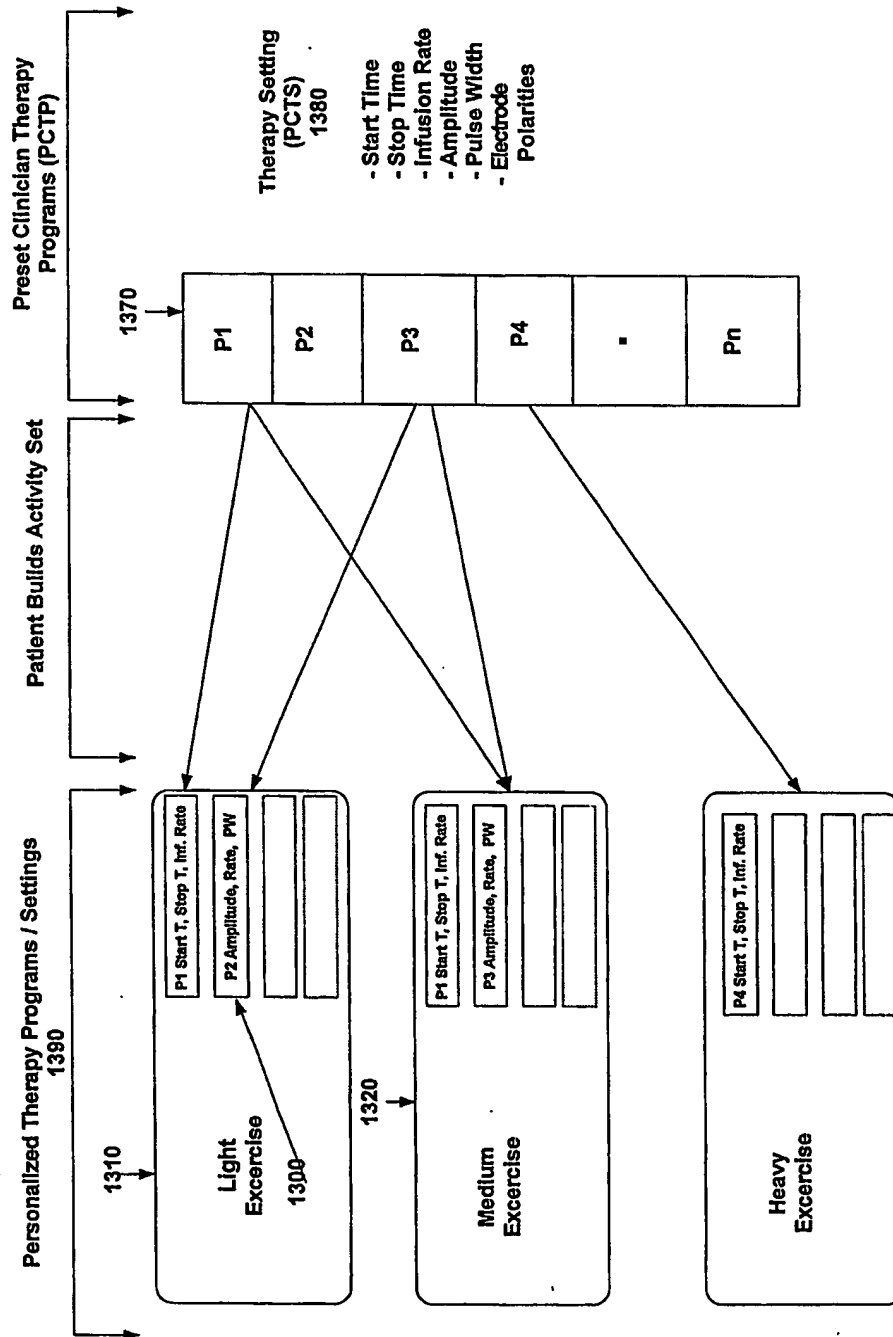 Personalized Therapy Programs / Settings
1390
Patient Builds Activity Set
Preset Clinician Therapy
Programs (PCTP)
1310
Light
Excercise
1300
P1 Start T, Stop T, Inf. Rate
P2 Amplitude, Rate, PW
1320
Medium
Excercise
P1 Start T, Stop T, Inf. Rate
P3 Amplitude, Rate, PW
Heavy
Excercise
P4 Start T, Stop T, Inf. Rate
1370
P1
P2
P3
P4
Pn
Therapy Setting
(PCTS)
1380
- Start Time
- Stop Time
- Infusion Rate
- Amplitude
- Pulse Width
- Electrode
Polarities